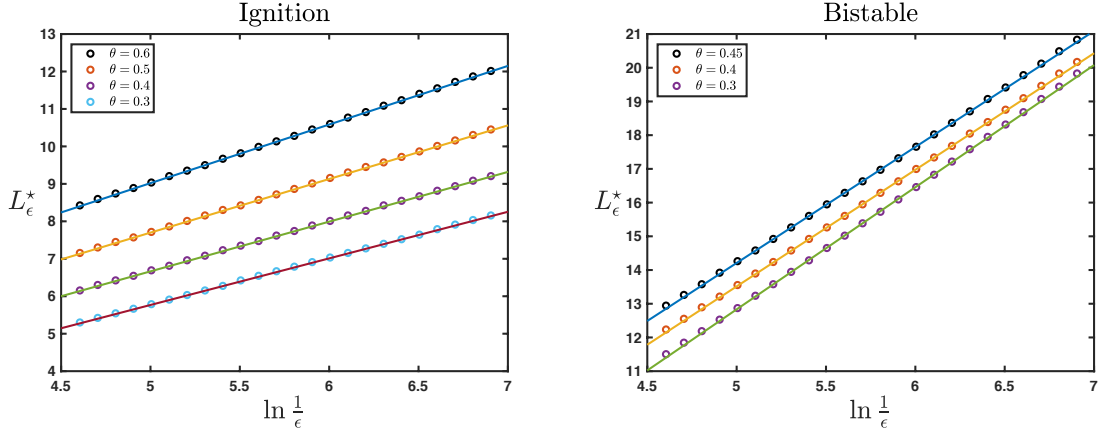 Ignition
13
12
11
10
9
8
7
6
5
4
L⋆ϵ
θ = 0.6
θ = 0.5
θ = 0.4
θ = 0.3
4.5 5 5.5 6 6.5 7
ln 1/ϵ
Bistable
21
20
19
18
17
16
15
14
13
12
11
L⋆ϵ
θ = 0.45
θ = 0.4
θ = 0.3
4.5 5 5.5 6 6.5 7
ln 1/ϵ